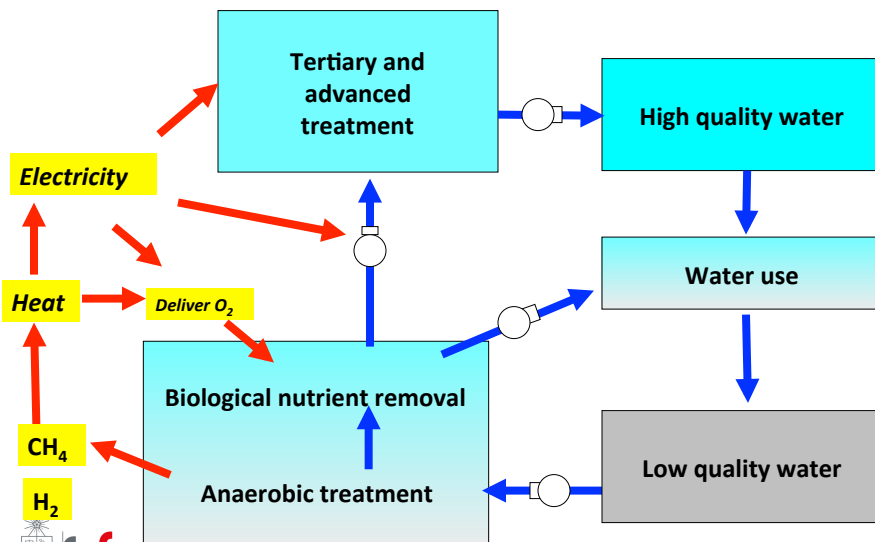 Tertiary and
advanced
treatment
High quality water
Electricity
Water use
Heat
Deliver O₂
Biological nutrient removal
CH₄
Anaerobic treatment
Low quality water
H₂